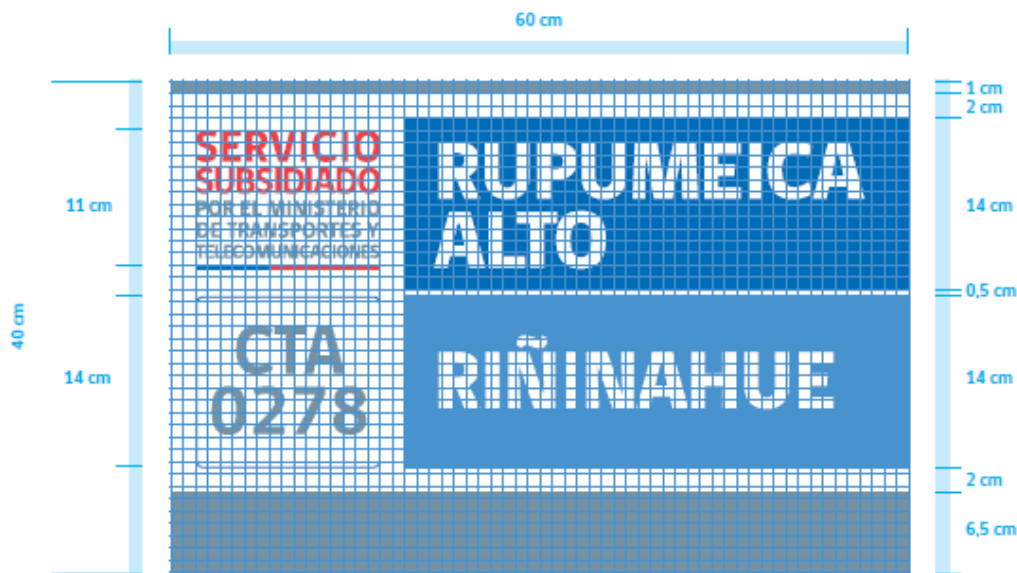 60 cm
1 cm
2 cm
SERVICIO
SUBSIDIADO
POR EL MINISTERIO
DE TRANSPORTES Y
TELECOMUNICACIONES
RUPUMEICA
ALTO
11 cm
14 cm
0,5 cm
40 cm
CTA
0278
RIÑINAHUE
14 cm
14 cm
2 cm
6,5 cm